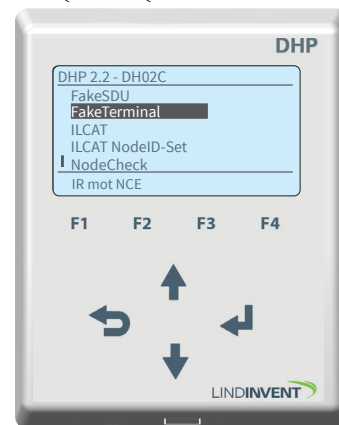 DHP
DHP 2.2 - DH02C
FakeSDU
FakeTerminal
ILCAT
ILCAT NodeID-Set
NodeCheck
IR mot NCE
F1 F2 F3 F4
LINDINVENT